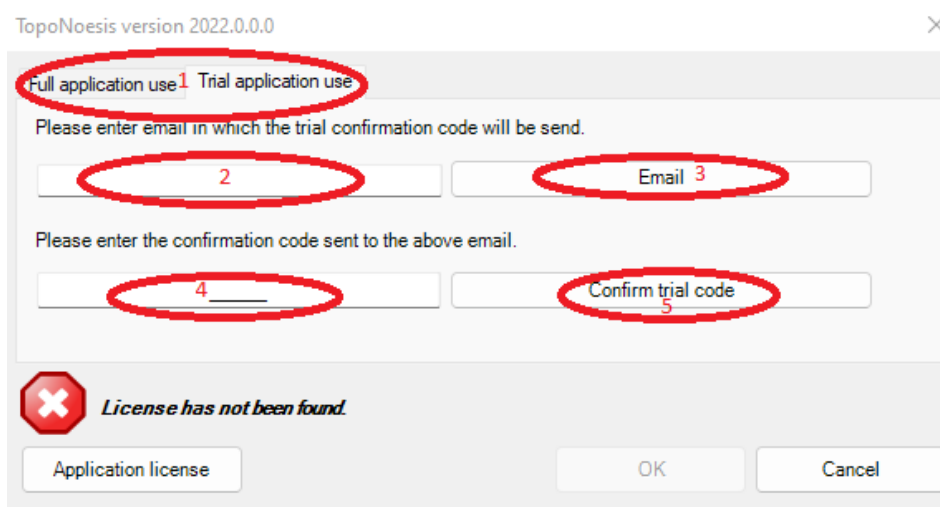 TopoNoesis version 2022.0.0.0
Full application use 1 Trial application use
Please enter email in which the trial confirmation code will be send.
2 Email 3
Please enter the confirmation code sent to the above email.
4_____ Confirm trial code
5
License has not been found.
Application license OK Cancel